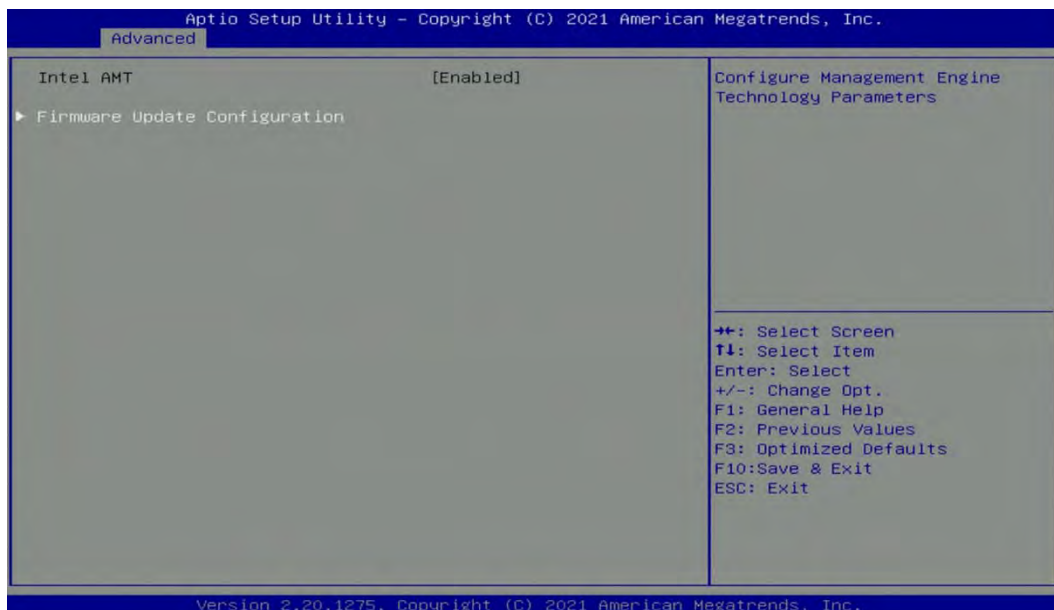 Aptio Setup Utility – Copyright (C) 2021 American Megatrends, Inc.
Advanced
Intel AMT [Enabled]
► Firmware Update Configuration
Configure Management Engine
Technology Parameters
→←: Select Screen
↑↓: Select Item
Enter: Select
+/-: Change Opt.
F1: General Help
F2: Previous Values
F3: Optimized Defaults
F10:Save & Exit
ESC: Exit
Version 2.20.1275. Copyright (C) 2021 American Megatrends, Inc.